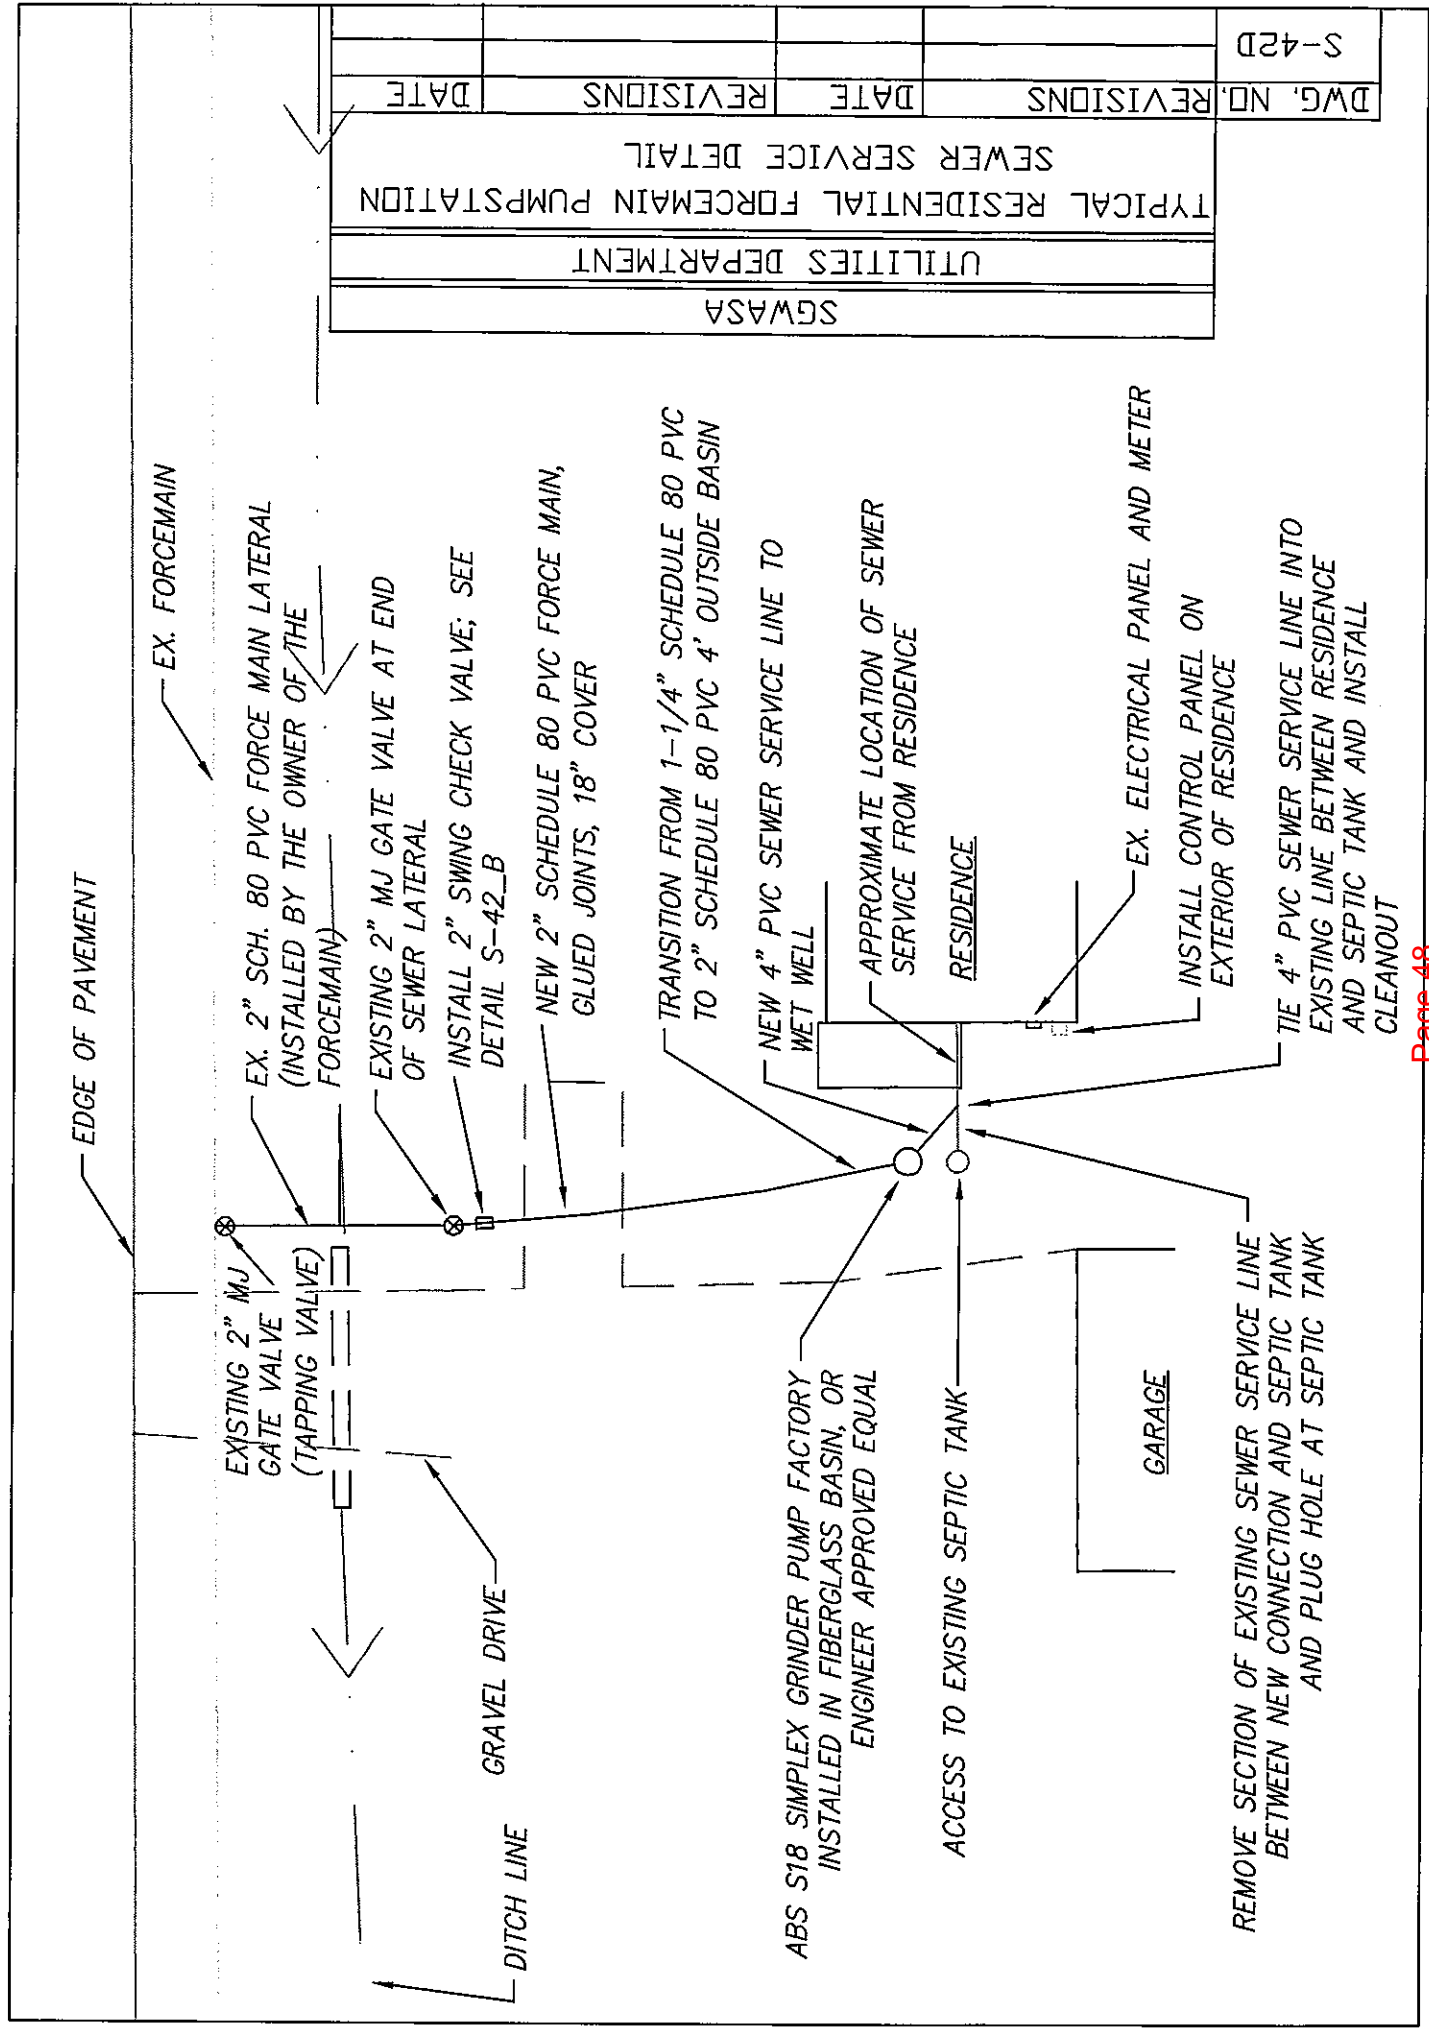 EDGE OF PAVEMENT
EX. FORCEMAIN
EX. 2" SCH. 80 PVC FORCE MAIN LATERAL
(INSTALLED BY THE OWNER OF THE
FORCEMAIN)
EXISTING 2" MJ
GATE VALVE
(TAPPING VALVE)
EXISTING 2" MJ GATE VALVE AT END
OF SEWER LATERAL
INSTALL 2" SWING CHECK VALVE; SEE
DETAIL S-42_B
NEW 2" SCHEDULE 80 PVC FORCE MAIN,
GLUED JOINTS, 18" COVER
GRAVEL DRIVE
DITCH LINE
TRANSITION FROM 1-1/4" SCHEDULE 80 PVC
TO 2" SCHEDULE 80 PVC 4' OUTSIDE BASIN
NEW 4" PVC SEWER SERVICE LINE TO
WET WELL
APPROXIMATE LOCATION OF SEWER
SERVICE FROM RESIDENCE
RESIDENCE
ABS S18 SIMPLEX GRINDER PUMP FACTORY
INSTALLED IN FIBERGLASS BASIN, OR
ENGINEER APPROVED EQUAL
ACCESS TO EXISTING SEPTIC TANK
EX. ELECTRICAL PANEL AND METER
INSTALL CONTROL PANEL ON
EXTERIOR OF RESIDENCE
GARAGE
TIE 4" PVC SEWER SERVICE LINE INTO
EXISTING LINE BETWEEN RESIDENCE
AND SEPTIC TANK AND INSTALL
CLEANOUT
REMOVE SECTION OF EXISTING SEWER SERVICE LINE
BETWEEN NEW CONNECTION AND SEPTIC TANK
AND PLUG HOLE AT SEPTIC TANK
SGWASA
UTILITIES DEPARTMENT
TYPICAL RESIDENTIAL FORCEMAIN PUMPSTATION
SEWER SERVICE DETAIL
DWG. NO. REVISIONS DATE REVISIONS DATE
S-42D
Page 48